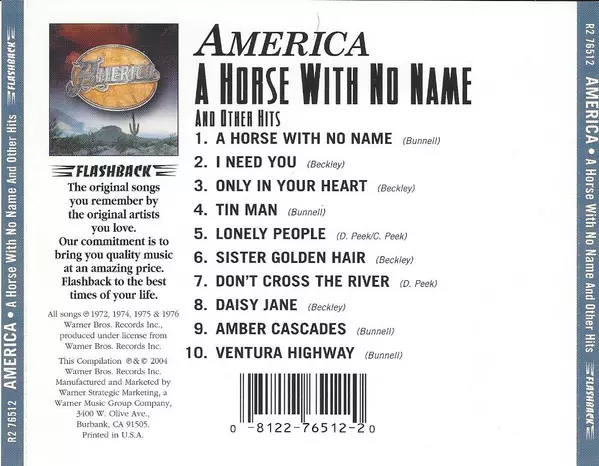 R2 76512 AMERICA • A Horse With No Name And Other Hits FLASHBACK
America
AMERICA
A HORSE WITH NO NAME
AND OTHER HITS
1. A HORSE WITH NO NAME (Bunnell)
2. I NEED YOU (Beckley)
3. ONLY IN YOUR HEART (Beckley)
4. TIN MAN (Bunnell)
5. LONELY PEOPLE (D. Peek/C. Peek)
6. SISTER GOLDEN HAIR (Beckley)
7. DON'T CROSS THE RIVER (D. Peek)
8. DAISY JANE (Beckley)
9. AMBER CASCADES (Bunnell)
10. VENTURA HIGHWAY (Bunnell)
FLASHBACK
The original songs
you remember by
the original artists
you love.
Our commitment is to
bring you quality music
at an amazing price.
Flashback to the best
times of your life.
All songs ℗ 1972, 1974, 1975 & 1976
Warner Bros. Records Inc.,
produced under license from
Warner Bros. Records Inc.
This Compilation ℗ & © 2004
Warner Bros. Records Inc.
Manufactured and Marketed by
Warner Strategic Marketing, a
Warner Music Group Company,
3400 W. Olive Ave.,
Burbank, CA 91505.
Printed in U.S.A.
0 -8122-76512-2 0
R2 76512 AMERICA • A Horse With No Name And Other Hits FLASHBACK